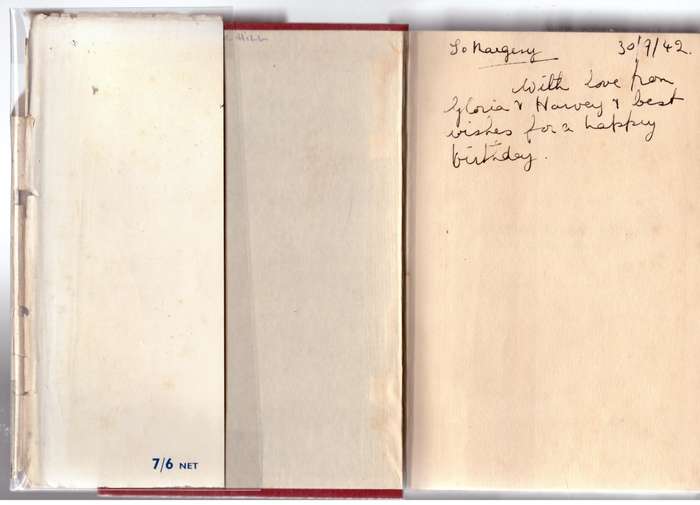 7/6 NET
To Margery 30/7/42.
With love from
Gloria & Harvey & best
wishes for a happy
birthday.